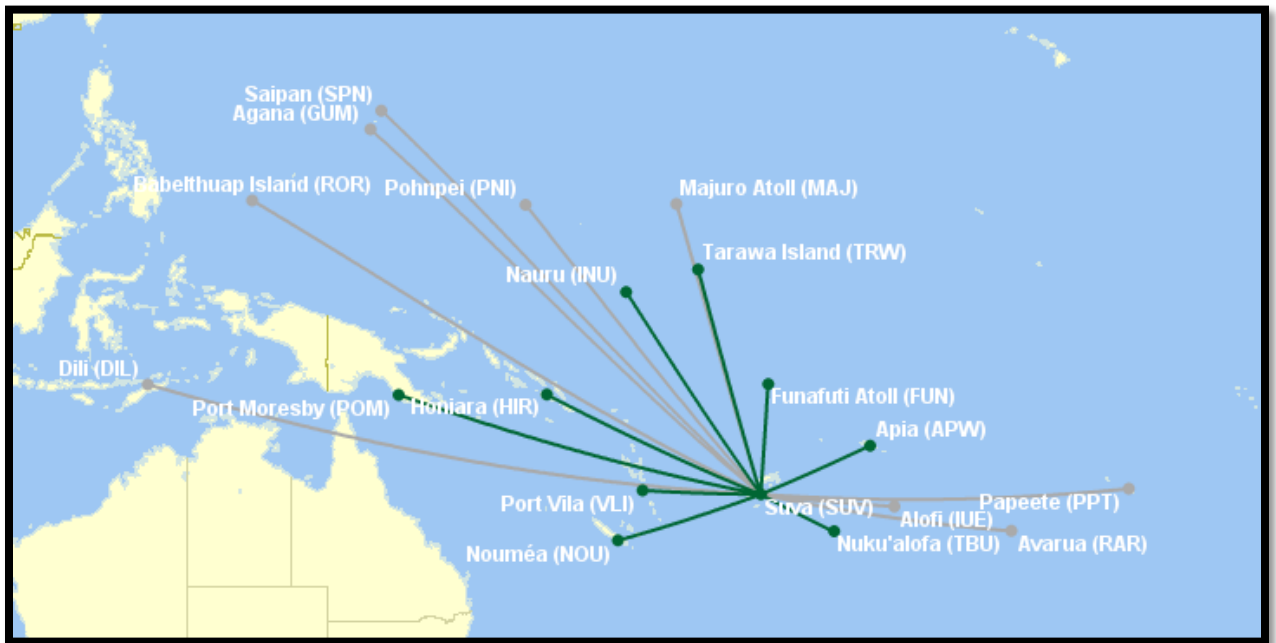 Saipan (SPN)
Agana (GUM)
Babelthuap Island (ROR)
Pohnpei (PNI)
Majuro Atoll (MAJ)
Tarawa Island (TRW)
Nauru (INU)
Dili (DIL)
Port Moresby (POM)
Honiara (HIR)
Funafuti Atoll (FUN)
Apia (APW)
Port Vila (VLI)
Suva (SUV)
Papeete (PPT)
Alofi (IUE)
Nouméa (NOU)
Nuku'alofa (TBU)
Avarua (RAR)